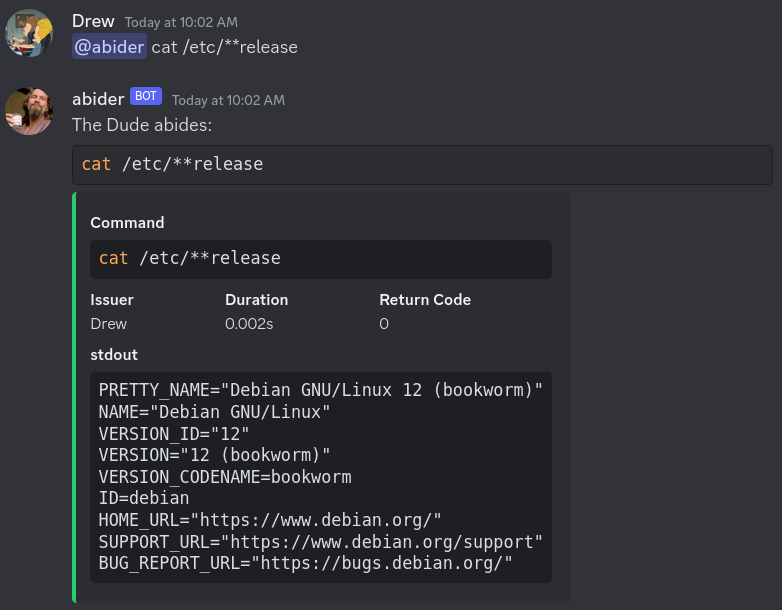 Drew Today at 10:02 AM
@abider cat /etc/**release
abider BOT Today at 10:02 AM
The Dude abides:
cat /etc/**release
Command
cat /etc/**release
Issuer Duration Return Code
Drew 0.002s 0
stdout
PRETTY_NAME="Debian GNU/Linux 12 (bookworm)"
NAME="Debian GNU/Linux"
VERSION_ID="12"
VERSION="12 (bookworm)"
VERSION_CODENAME=bookworm
ID=debian
HOME_URL="https://www.debian.org/"
SUPPORT_URL="https://www.debian.org/support"
BUG_REPORT_URL="https://bugs.debian.org/"